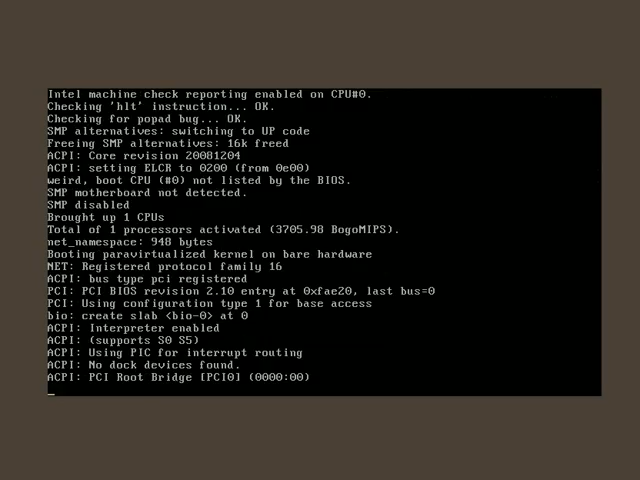 Intel machine check reporting enabled on CPU#0.
Checking 'hlt' instruction... OK.
Checking for popad bug... OK.
SMP alternatives: switching to UP code
Freeing SMP alternatives: 16k freed
ACPI: Core revision 20081204
ACPI: setting ELCR to 0200 (from 0e00)
weird, boot CPU (#0) not listed by the BIOS.
SMP motherboard not detected.
SMP disabled
Brought up 1 CPUs
Total of 1 processors activated (3705.98 BogoMIPS).
net_namespace: 948 bytes
Booting paravirtualized kernel on bare hardware
NET: Registered protocol family 16
ACPI: bus type pci registered
PCI: PCI BIOS revision 2.10 entry at 0xfae20, last bus=0
PCI: Using configuration type 1 for base access
bio: create slab <bio-0> at 0
ACPI: Interpreter enabled
ACPI: (supports S0 S5)
ACPI: Using PIC for interrupt routing
ACPI: No dock devices found.
ACPI: PCI Root Bridge [PCI0] (0000:00)
_